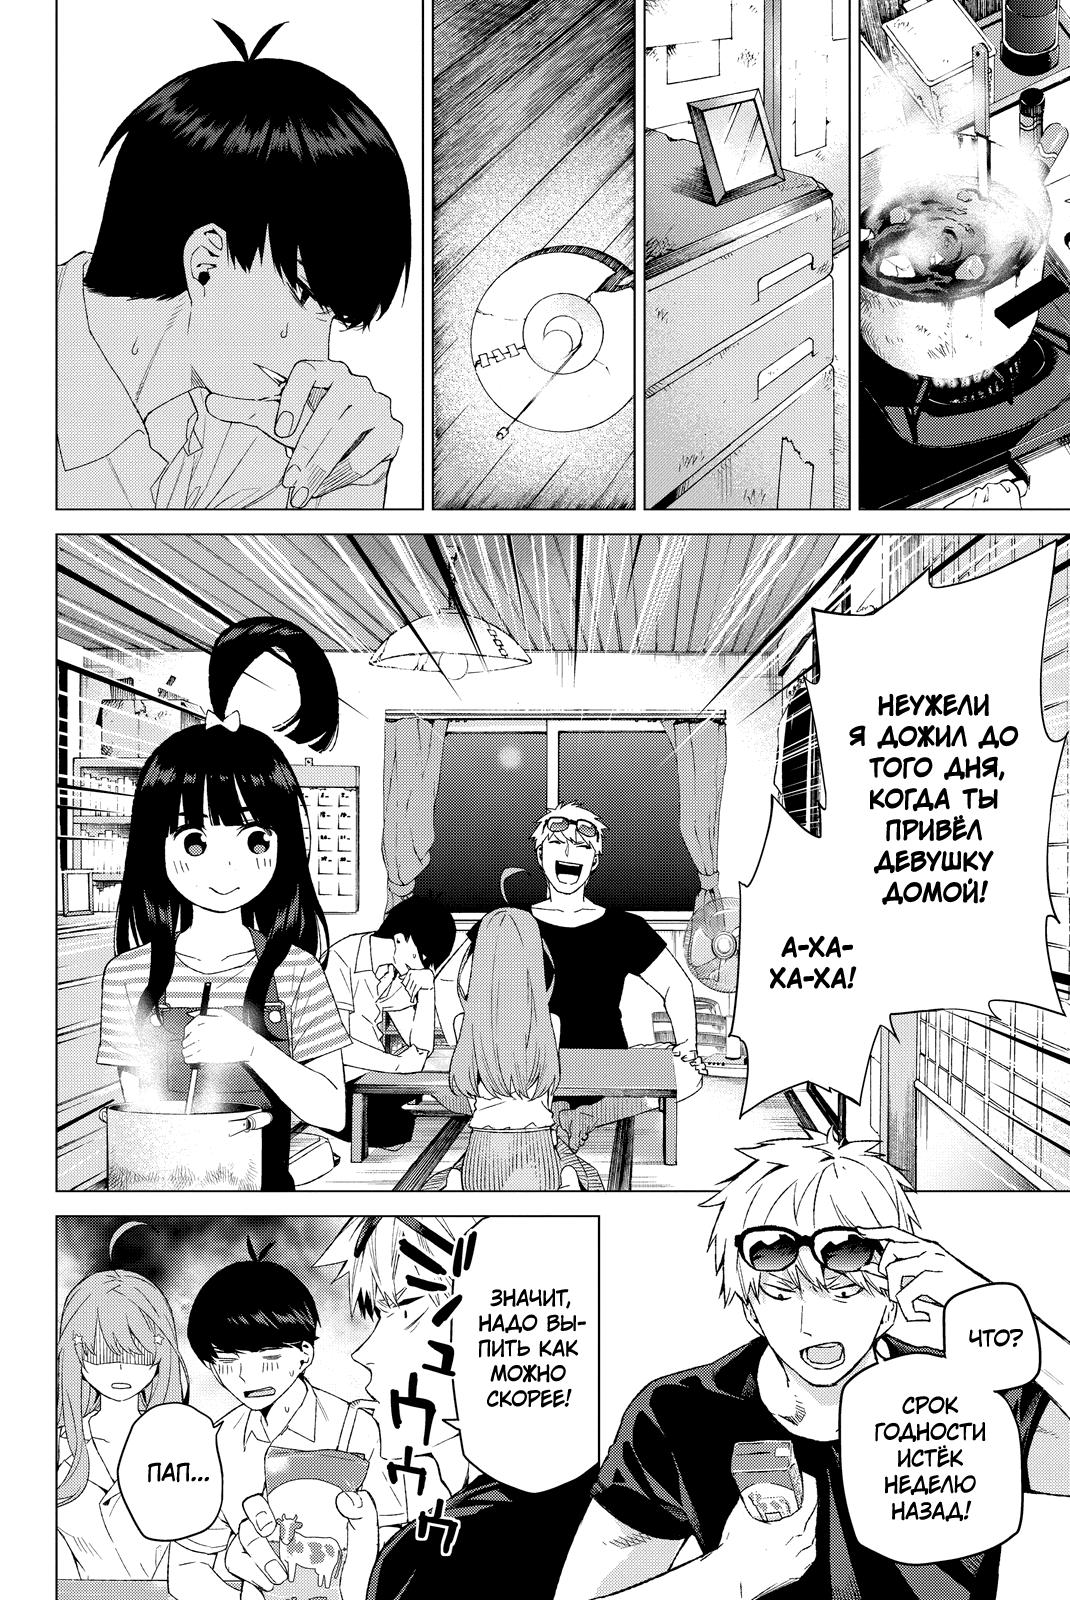 НЕУЖЕЛИ
Я ДОЖИЛ ДО
ТОГО ДНЯ,
КОГДА ТЫ
ПРИВЁЛ
ДЕВУШКУ
ДОМОЙ!
А-ХА-
ХА-ХА!
ЧТО?
СРОК
ГОДНОСТИ
ИСТЁК
НЕДЕЛЮ
НАЗАД!
ЗНАЧИТ,
НАДО ВЫ-
ПИТЬ КАК
МОЖНО
СКОРЕЕ!
ヂュウウウ
ПАП...